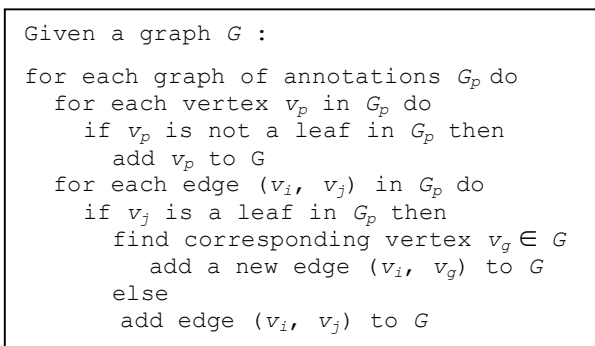 Given a graph G :
for each graph of annotations Gp do
for each vertex vp in Gp do
if vp is not a leaf in Gp then
add vp to G
for each edge (vi, vj) in Gp do
if vj is a leaf in Gp then
find corresponding vertex vg ∈ G
add a new edge (vi, vg) to G
else
add edge (vi, vj) to G